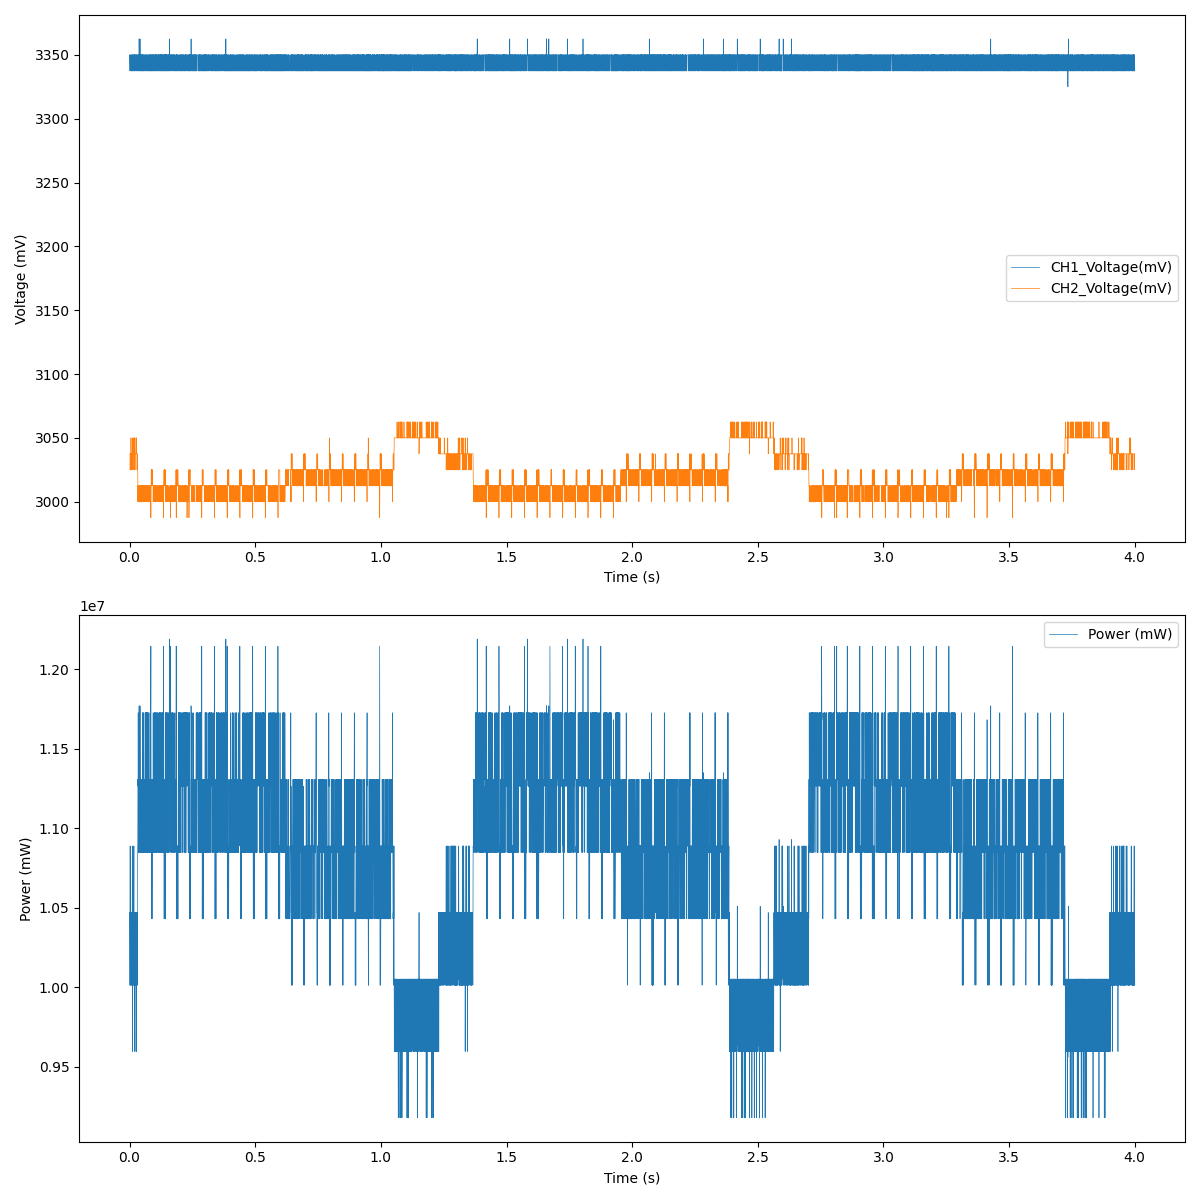 3350
3300
3250
3200
3150
3100
3050
3000
Voltage (mV)
CH1_Voltage(mV)
CH2_Voltage(mV)
0.0 0.5 1.0 1.5 2.0 2.5 3.0 3.5 4.0
Time (s)
1e7
Power (mW)
1.20
1.15
1.10
1.05
1.00
0.95
Power (mW)
0.0 0.5 1.0 1.5 2.0 2.5 3.0 3.5 4.0
Time (s)